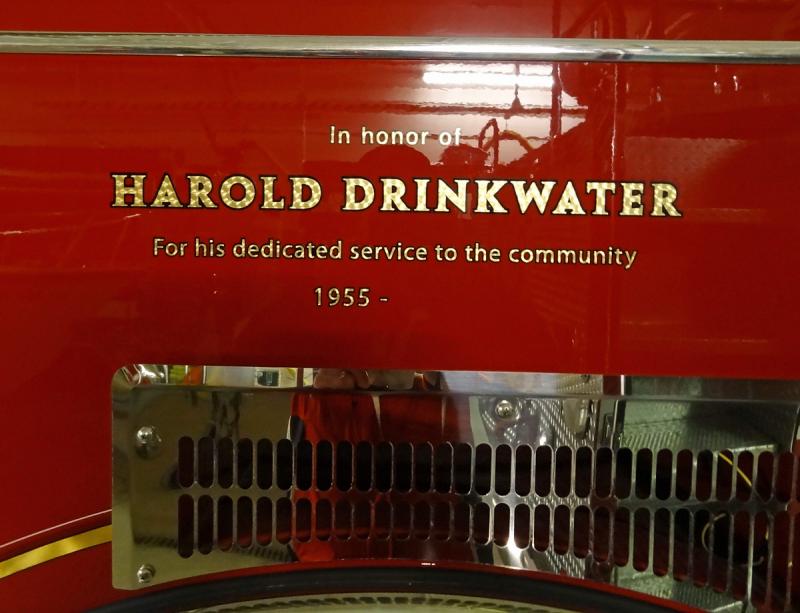 In honor of
HAROLD DRINKWATER
For his dedicated service to the community
1955 -